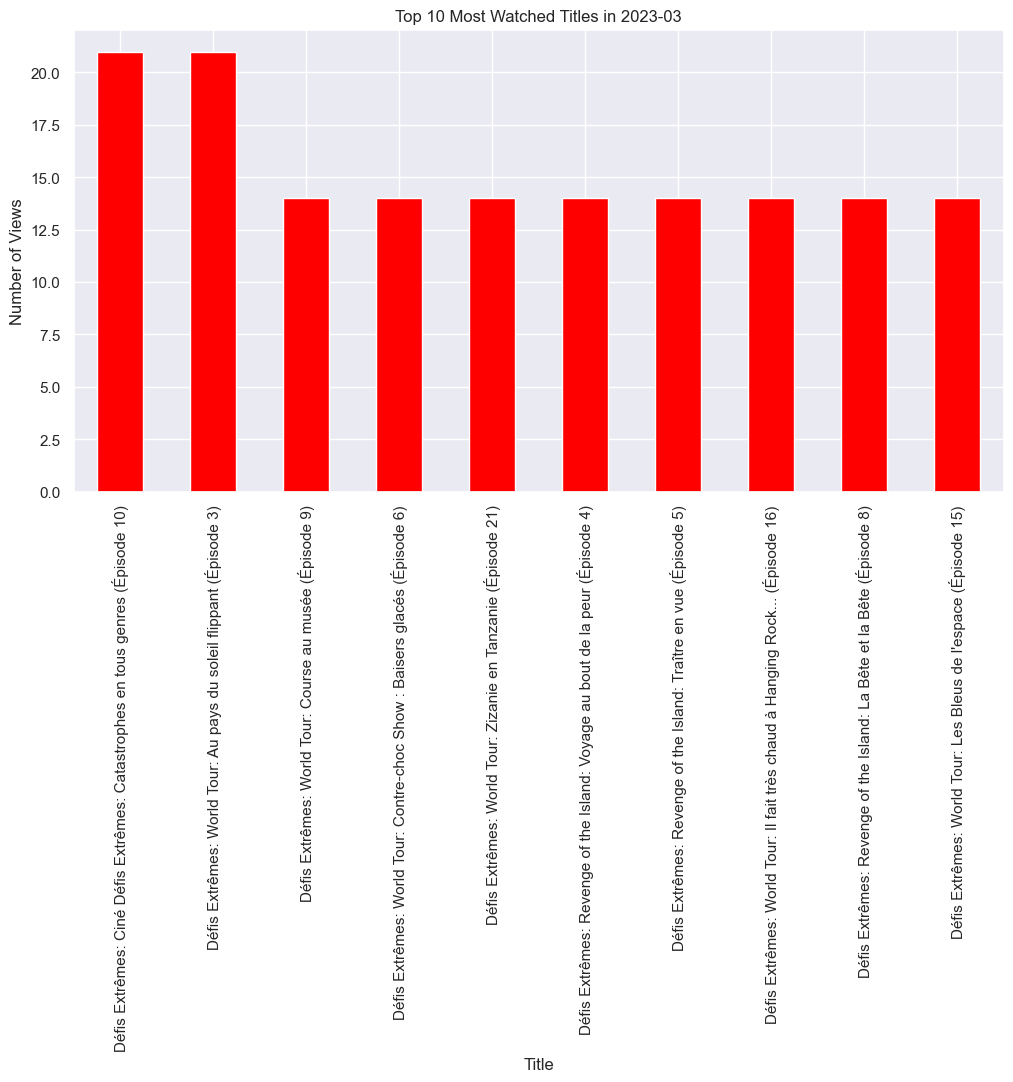 Top 10 Most Watched Titles in 2023-03
Number of Views
20.0
17.5
15.0
12.5
10.0
7.5
5.0
2.5
0.0
Défis Extrêmes: Ciné Défis Extrêmes: Catastrophes en tous genres (Épisode 10)
Défis Extrêmes: World Tour: Au pays du soleil flippant (Épisode 3)
Défis Extrêmes: World Tour: Course au musée (Épisode 9)
Défis Extrêmes: World Tour: Contre-choc Show : Baisers glacés (Épisode 6)
Défis Extrêmes: World Tour: Zizanie en Tanzanie (Épisode 21)
Défis Extrêmes: Revenge of the Island: Voyage au bout de la peur (Épisode 4)
Défis Extrêmes: Revenge of the Island: Traître en vue (Épisode 5)
Défis Extrêmes: World Tour: Il fait très chaud à Hanging Rock... (Épisode 16)
Défis Extrêmes: Revenge of the Island: La Bête et la Bête (Épisode 8)
Défis Extrêmes: World Tour: Les Bleus de l'espace (Épisode 15)
Title